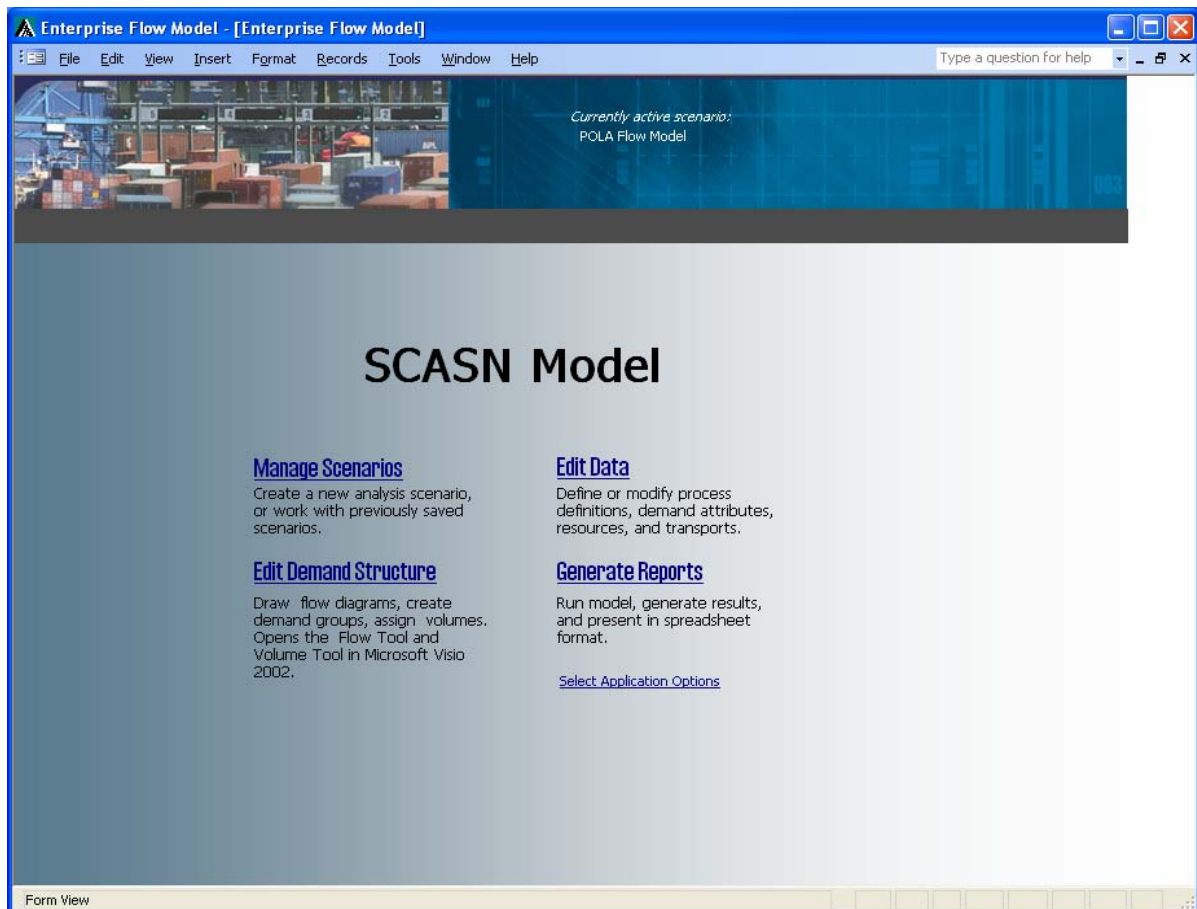 Enterprise Flow Model - [Enterprise Flow Model]
File Edit View Insert Format Records Tools Window Help
Type a question for help
Currently active scenario:
POLA Flow Model
003
SCASN Model
Manage Scenarios
Create a new analysis scenario,
or work with previously saved
scenarios.
Edit Data
Define or modify process
definitions, demand attributes,
resources, and transports.
Edit Demand Structure
Draw flow diagrams, create
demand groups, assign volumes.
Opens the Flow Tool and
Volume Tool in Microsoft Visio
2002.
Generate Reports
Run model, generate results,
and present in spreadsheet
format.
Select Application Options
Form View